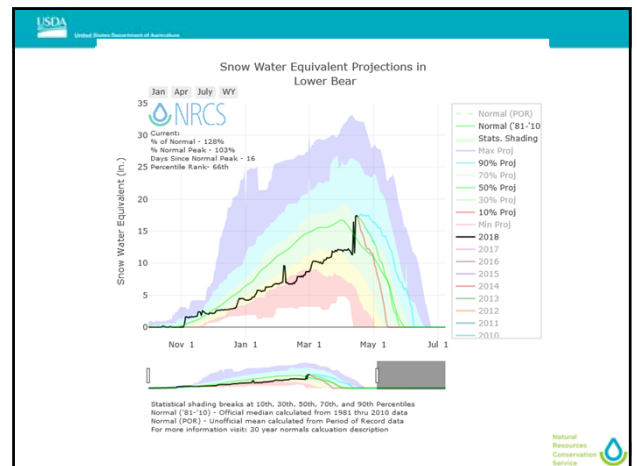 USDA
United States Department of Agriculture
Snow Water Equivalent Projections in
Lower Bear
Jan Apr July WY
NRCS
Current:
% of Normal - 128%
% Normal Peak - 103%
Days Since Normal Peak - 16
Percentile Rank- 66th
Snow Water Equivalent (in.)
35
30
25
20
15
10
5
0
Nov 1 Jan 1 Mar 1 May 1 Jul 1
Normal (POR)
Normal ('81-'10
Stats. Shading
Max Proj
90% Proj
70% Proj
50% Proj
30% Proj
10% Proj
Min Proj
2018
2017
2016
2015
2014
2013
2012
2011
2010
Statistical shading breaks at 10th, 30th, 50th, 70th, and 90th Percentiles
Normal ('81-'10) - Official median calculated from 1981 thru 2010 data
Normal (POR) - Unofficial mean calculated from Period of Record data
For more information visit: 30 year normals calcuation description
Natural
Resources
Conservation
Service